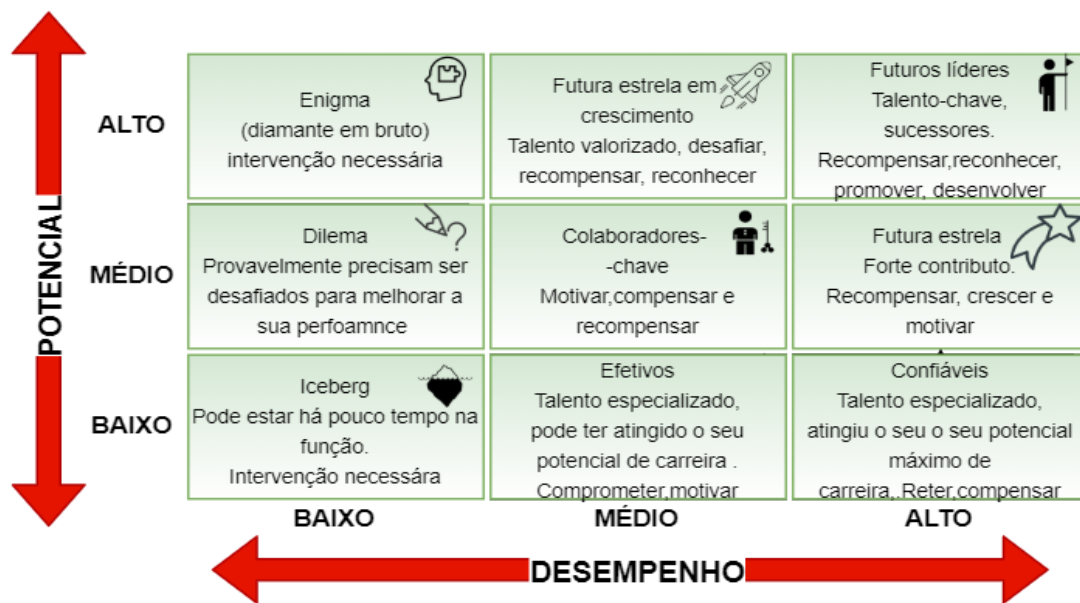 POTENCIAL
ALTO
Enigma
(diamante em bruto)
intervenção necessária
Futura estrela em
crescimento
Talento valorizado, desafiar,
recompensar, reconhecer
Futuros líderes
Talento-chave,
sucessores.
Recompensar,reconhecer,
promover, desenvolver
MÉDIO
Dilema
Provavelmente precisam ser
desafiados para melhorar a
sua perfoamnce
Colaboradores-
-chave
Motivar,compensar e
recompensar
Futura estrela
Forte contributo.
Recompensar, crescer e
motivar
BAIXO
Iceberg
Pode estar há pouco tempo na
função.
Intervenção necessára
Efetivos
Talento especializado,
pode ter atingido o seu
potencial de carreira .
Comprometer,motivar
Confiáveis
Talento especializado,
atingiu o seu o seu potencial
máximo de
carreira,.Reter,compensar
BAIXO
MÉDIO
ALTO
DESEMPENHO